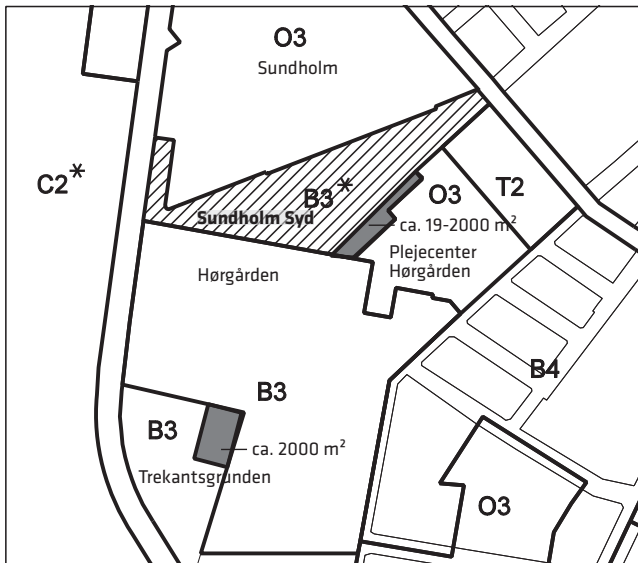 O3
Sundholm
C2*
B3*
O3
T2
Sundholm Syd
ca. 19-2000 m²
Plejecenter
Hørgården
Hørgården
B4
B3
B3
ca. 2000 m²
Trekantsgrunden
O3